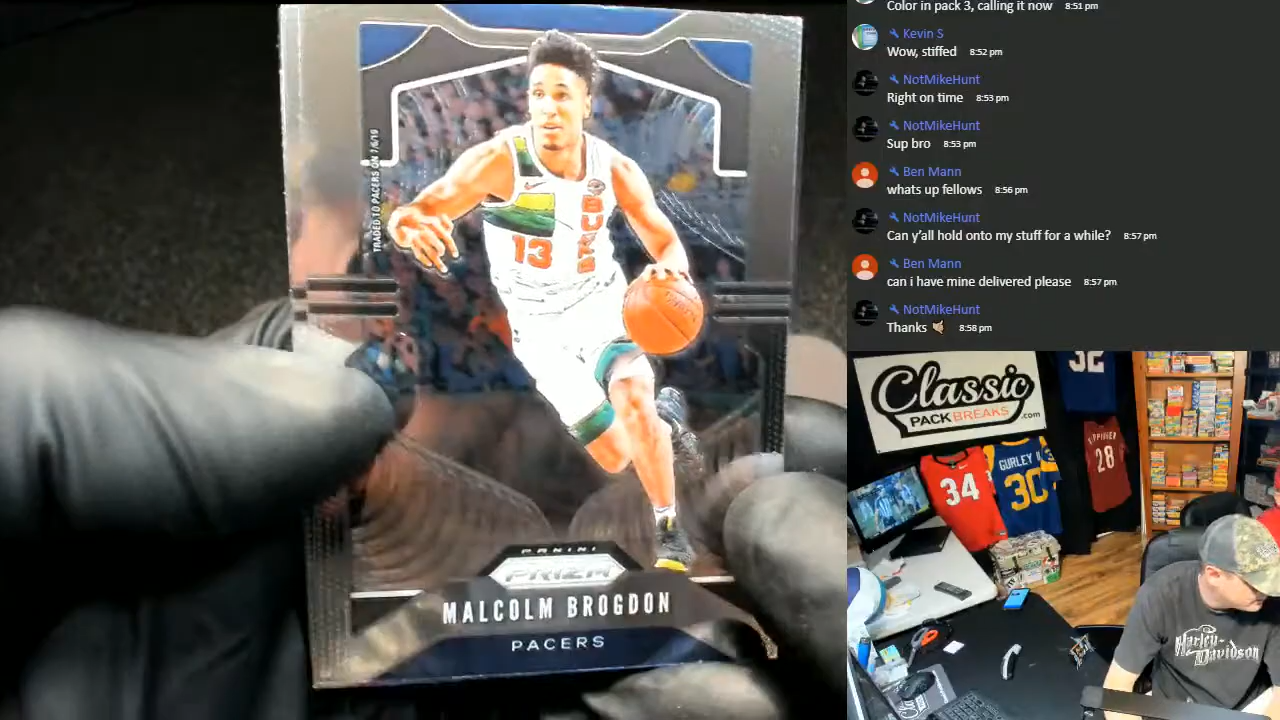 TRADED TO PACERS ON 7/6/19
BUCKS
13
PANINI
PRIZM
MALCOLM BROGDON
PACERS
Color in pack 3, calling it now 8:51 pm
Kevin S
Wow, stiffed 8:52 pm
NotMikeHunt
Right on time 8:53 pm
NotMikeHunt
Sup bro 8:53 pm
Ben Mann
whats up fellows 8:56 pm
NotMikeHunt
Can y'all hold onto my stuff for a while? 8:57 pm
Ben Mann
can i have mine delivered please 8:57 pm
NotMikeHunt
Thanks 🤙🏽 8:58 pm
Classic
PACKBREAKS.com
32
34
GURLEY II
30
28
Harley-
Davidson